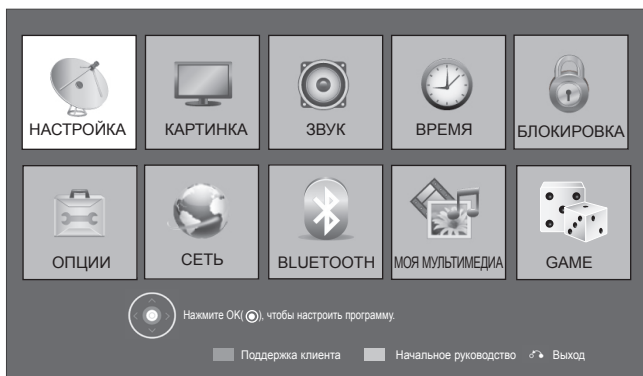 НАСТРОЙКА КАРТИНКА ЗВУК ВРЕМЯ БЛОКИРОВКА
ОПЦИИ СЕТЬ BLUETOOTH МОЯ МУЛЬТИМЕДИА GAME
Нажмите OK(◉), чтобы настроить программу.
Поддержка клиента Начальное руководство Выход